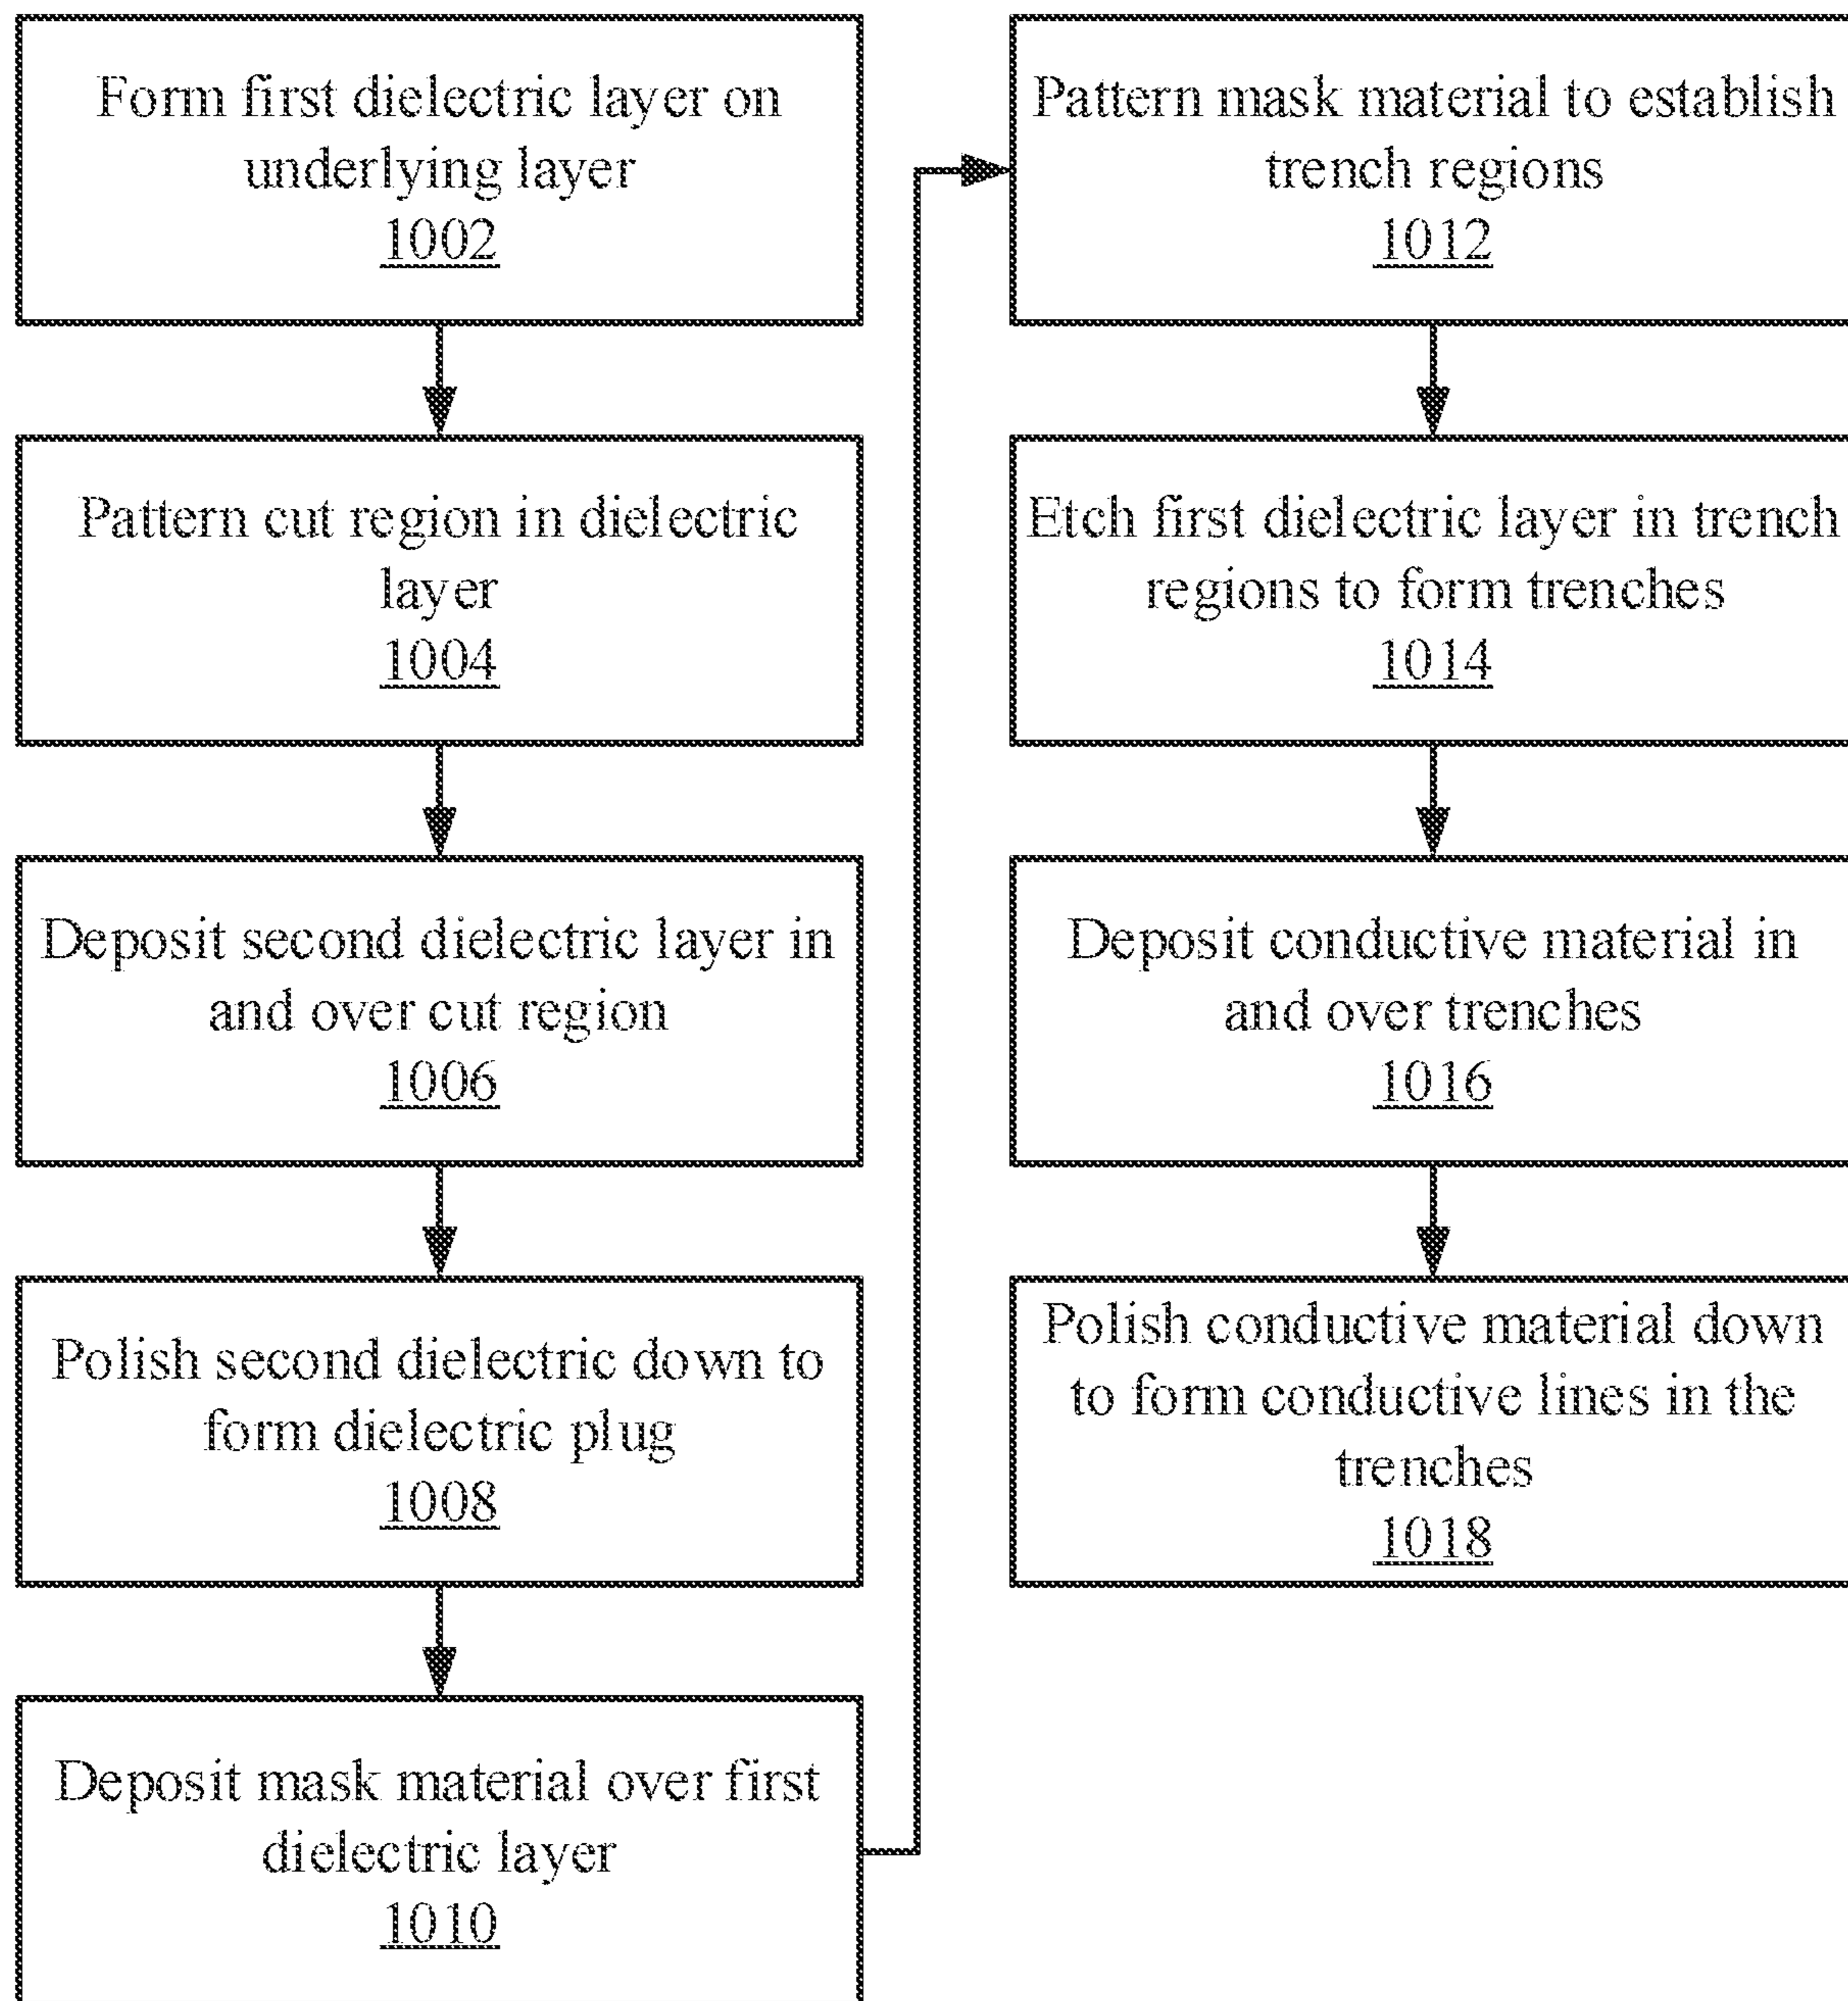 Form first dielectric layer on
underlying layer
1002
Pattern cut region in dielectric
layer
1004
Deposit second dielectric layer in
and over cut region
1006
Polish second dielectric down to
form dielectric plug
1008
Deposit mask material over first
dielectric layer
1010
Pattern mask material to establish
trench regions
1012
Etch first dielectric layer in trench
regions to form trenches
1014
Deposit conductive material in
and over trenches
1016
Polish conductive material down
to form conductive lines in the
trenches
1018